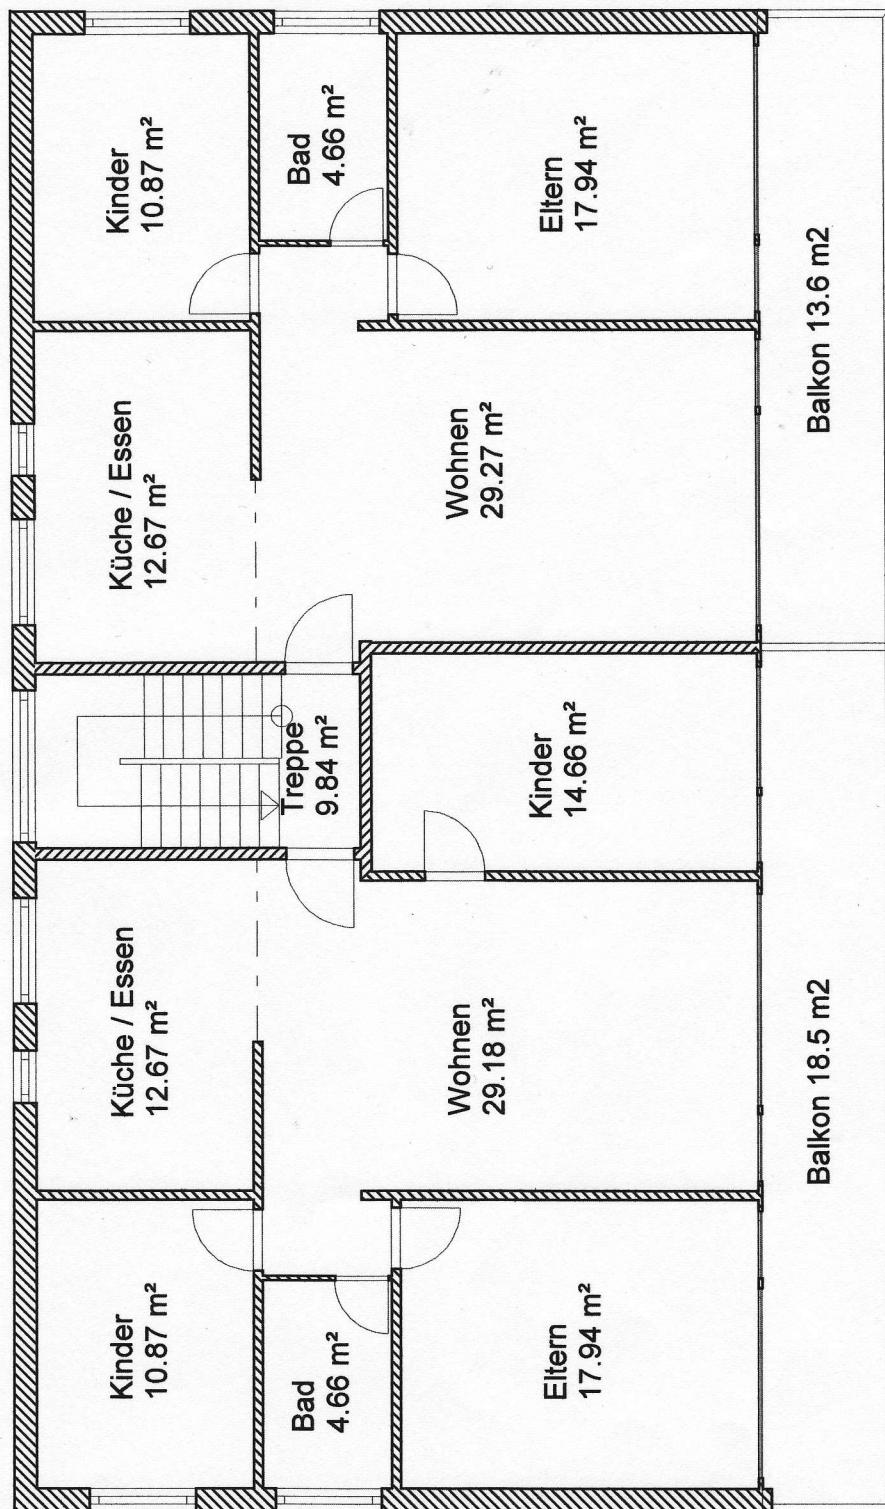 Kinder
10.87 m²
Bad
4.66 m²
Eltern
17.94 m²
Küche / Essen
12.67 m²
Wohnen
29.18 m²
Balkon 18.5 m2
Treppe
9.84 m²
Kinder
14.66 m²
Küche / Essen
12.67 m²
Wohnen
29.27 m²
Balkon 13.6 m2
Kinder
10.87 m²
Bad
4.66 m²
Eltern
17.94 m²